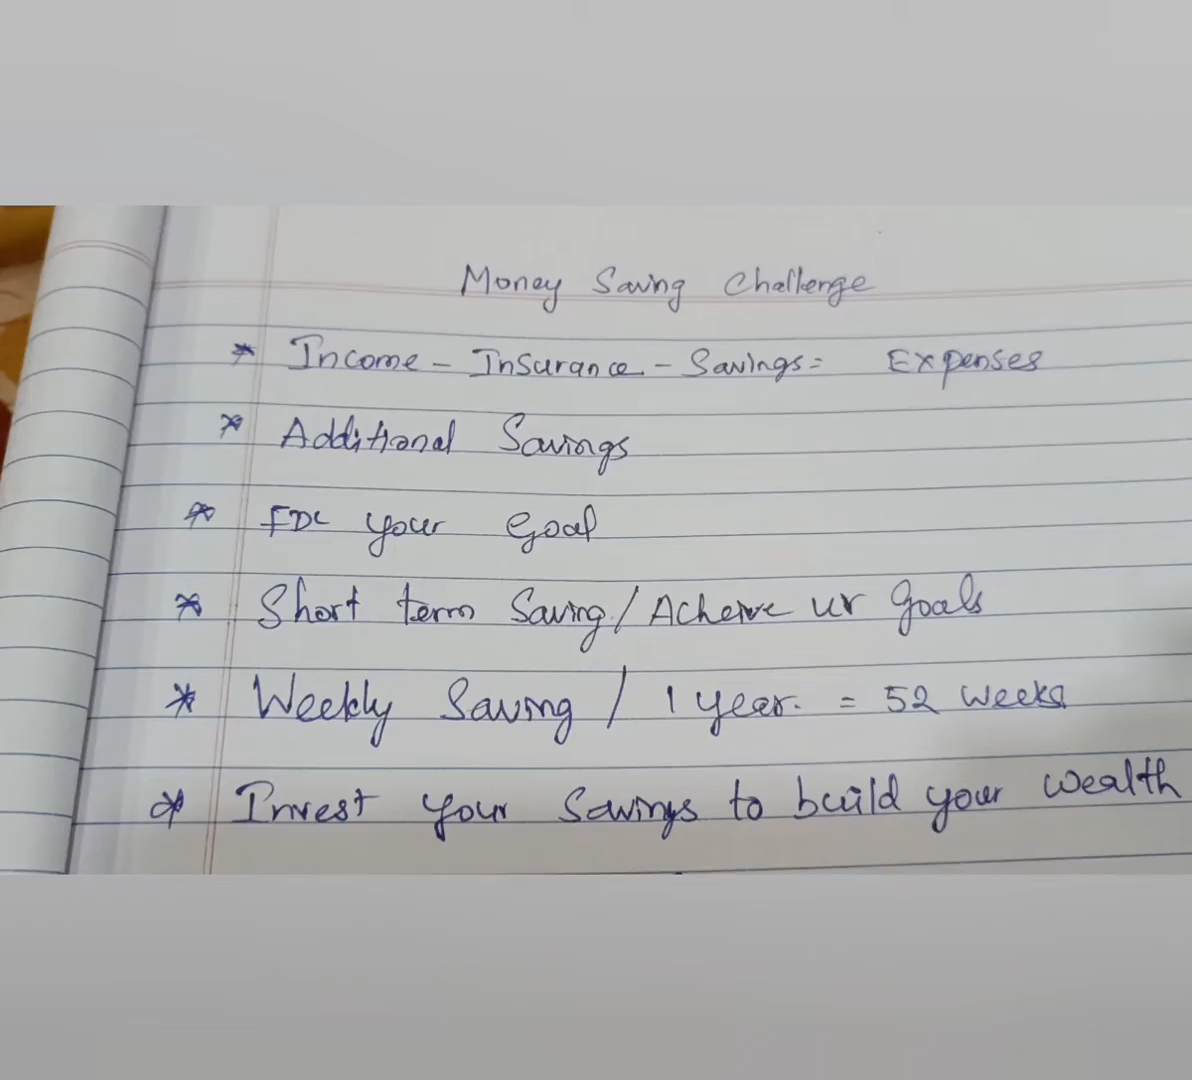 Money Saving Challenge
* Income - Insurance - Savings = Expenses
* Additional Savings
* your Goal
* Short term Saving / Acheive ur Goals
* Weekly Saving / 1 year. = 52 weeks
* Invest your Savings to build your wealth